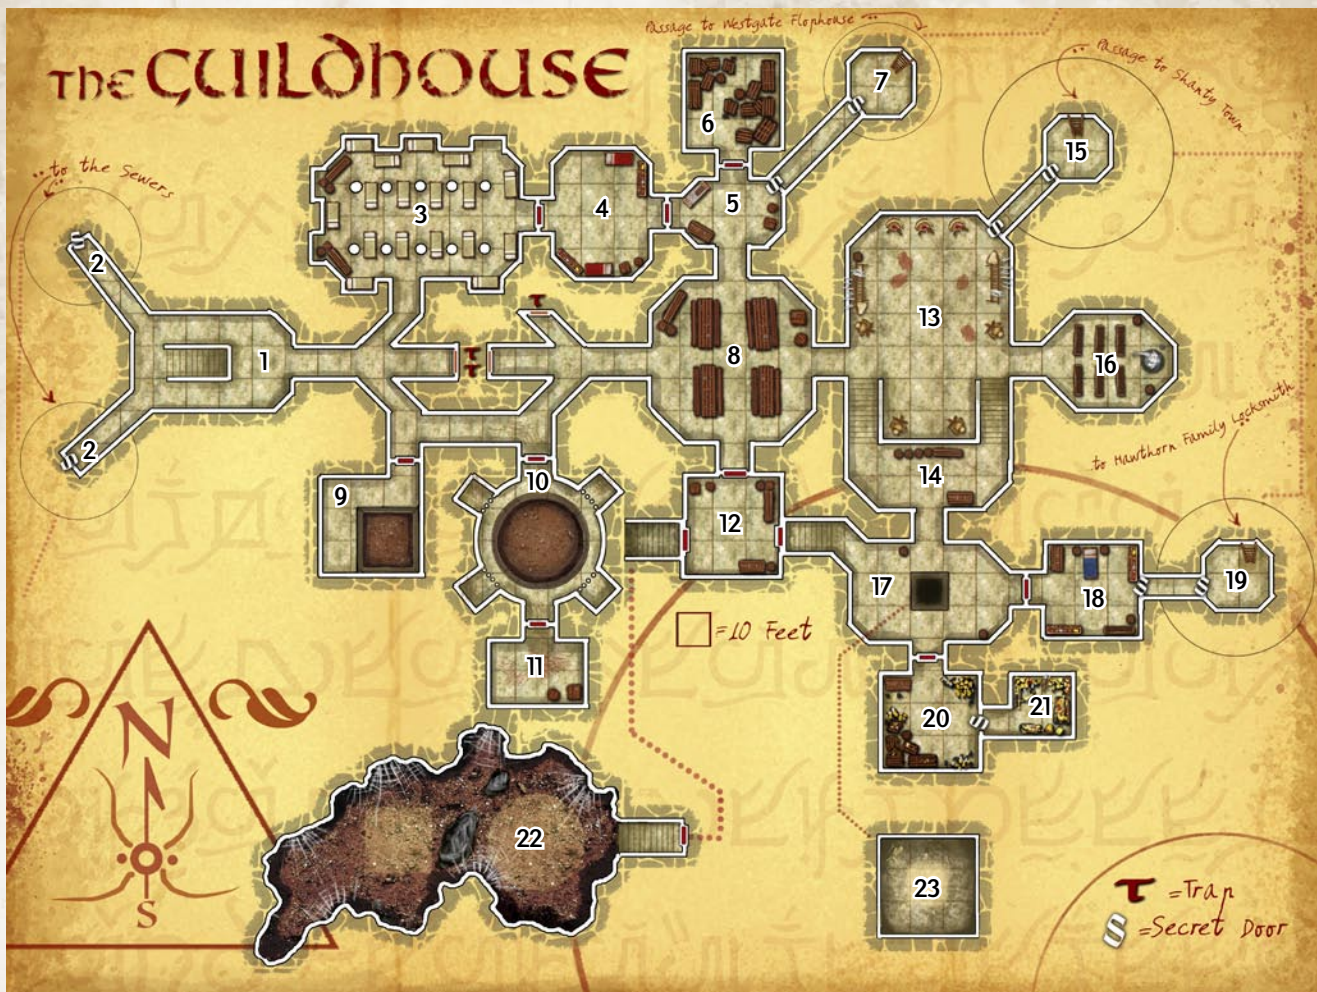 The GUILDHOUSE
Passage to Westgate Flophouse
Passage to Shanty Town
to the Sewers
to Hawthorn Family Locksmith
1
2
2
3
4
5
6
7
8
9
10
11
12
13
14
15
16
17
18
19
20
21
22
23
T
T
T
=10 Feet
N
S
T =Trap
S =Secret Door